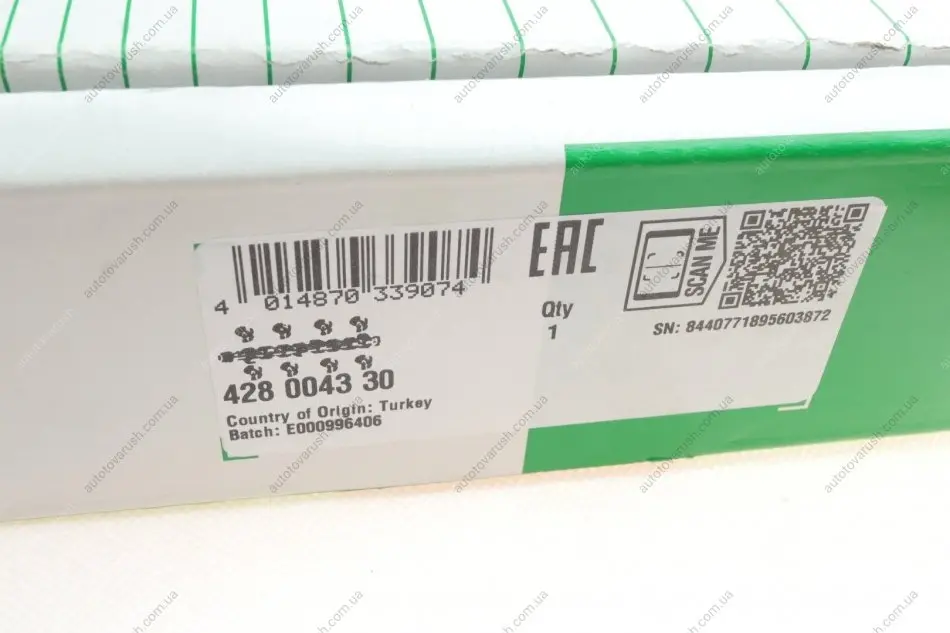 4 014870 339074
EAC
SCAN ME
Qty
1
SN: 8440771895603872
428 0043 30
Country of Origin: Turkey
Batch: E000996406
autotovarush.com.ua